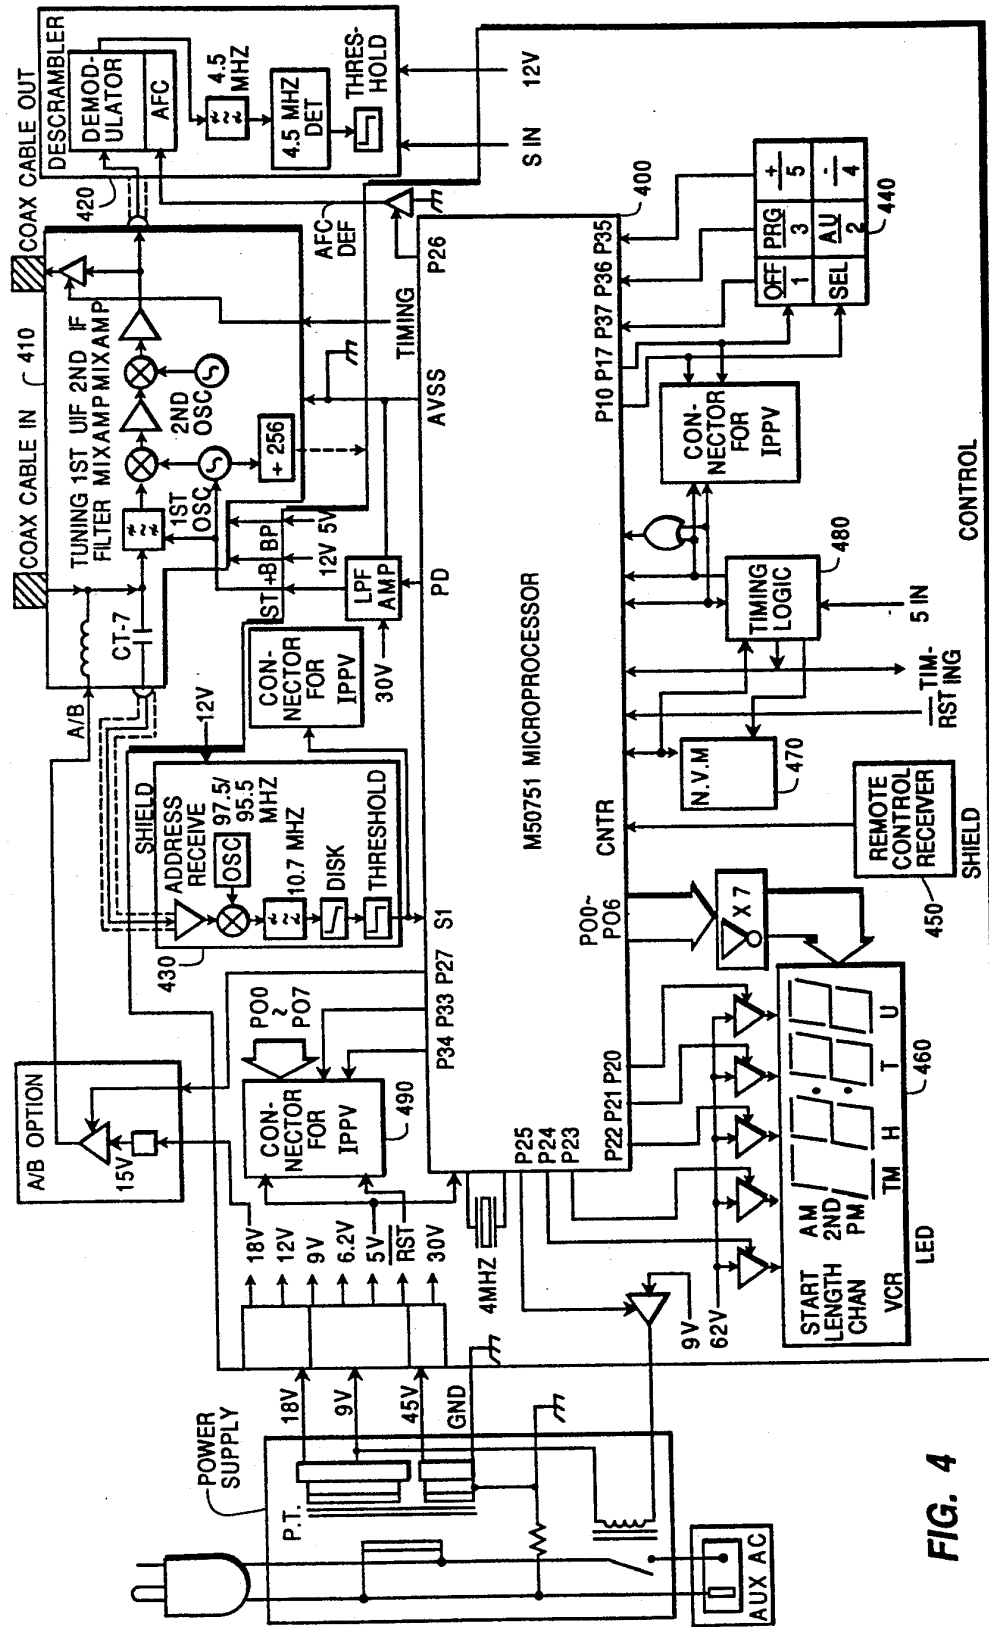 COAX CABLE IN
410
COAX CABLE OUT
DESCRAMBLER
420
DEMOD-
ULATOR
AFC
4.5
MHZ
4.5 MHZ
DET
THRES-
HOLD
S IN
12V
TUNING 1ST UIF 2ND IF
FILTER MIXAMP MIXAMP
1ST
OSC
2ND
OSC
+ 256
CT-7
A/B
ST +B BP
12V 5V
TIMING
AFC
DEF
A/B OPTION
15V
SHIELD
12V
ADDRESS
RECEIVE
97.5/
95.5
MHZ
OSC
10.7 MHZ
DISK
THRESHOLD
430
CON-
NECTOR
FOR
IPPV
LPF
AMP
30V
POWER
SUPPLY
P.T.
18V
9V
45V
GND
AUX AC
18V
12V
9V
6.2V
5V
RST
30V
CON-
NECTOR
FOR
IPPV
490
PO0
~
PO7
4MHZ
P34 P33 P27 S1 PD AVSS P26
400
M50751 MICROPROCESSOR
P25
P24
P23
P22 P21 P20
PO0~
PO6
CNTR
P10 P17 P37 P36 P35
9V
62V
X 7
START
LENGTH
CHAN
VCR
AM
2ND
PM
TM H T U
LED
460
REMOTE
CONTROL
RECEIVER
450
SHIELD
N.V.M
470
RST
TIM-
ING
TIMING
LOGIC
480
5 IN
CON-
NECTOR
FOR
IPPV
OFF PRG +
1 3 5
SEL AU -
2 4
440
CONTROL
FIG. 4